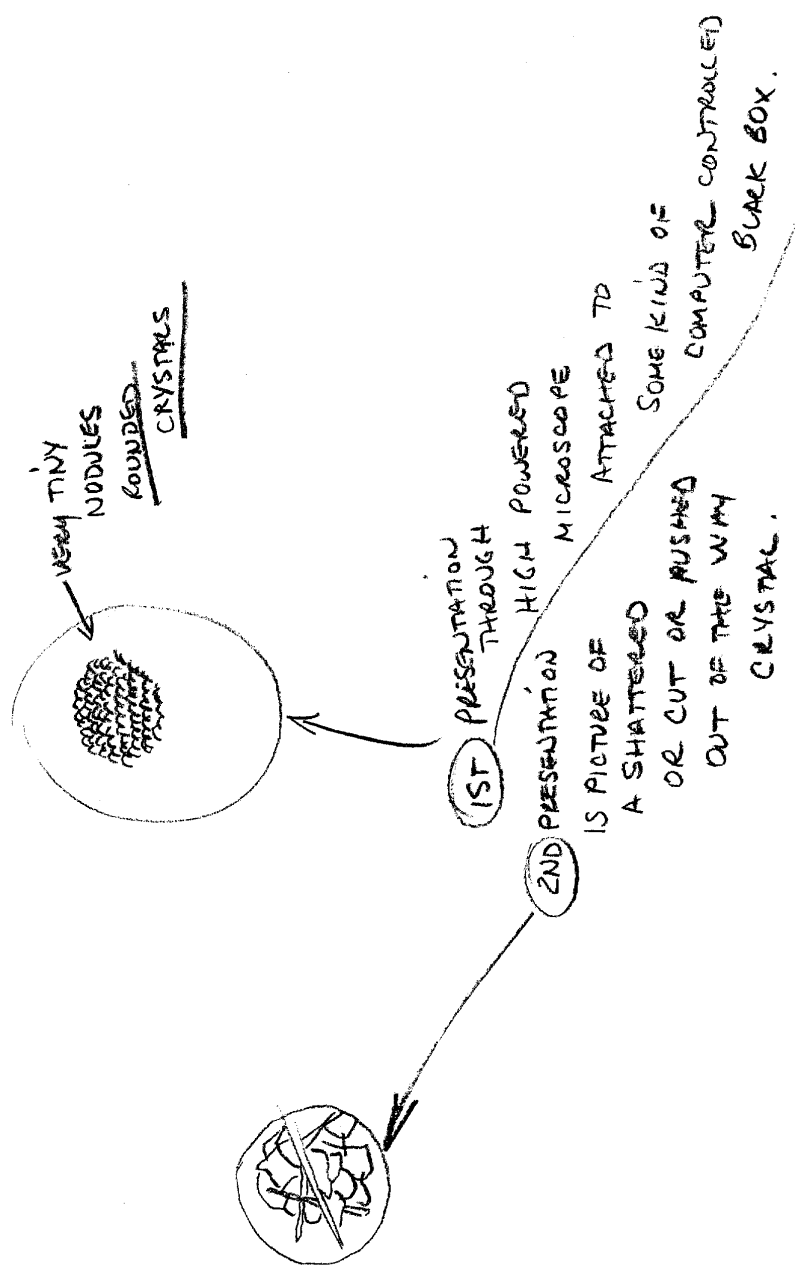 VERY TINY
NODULES
ROUNDED
CRYSTALS
1ST PRESENTATION
THROUGH
HIGH POWERED
MICROSCOPE
ATTACHED TO
SOME KIND OF
COMPUTER CONTROLLED
BLACK BOX.
2ND PRESENTATION
IS PICTURE OF
A SHATTERED
OR CUT OR PUSHED
OUT OF THE WAY
CRYSTAL.